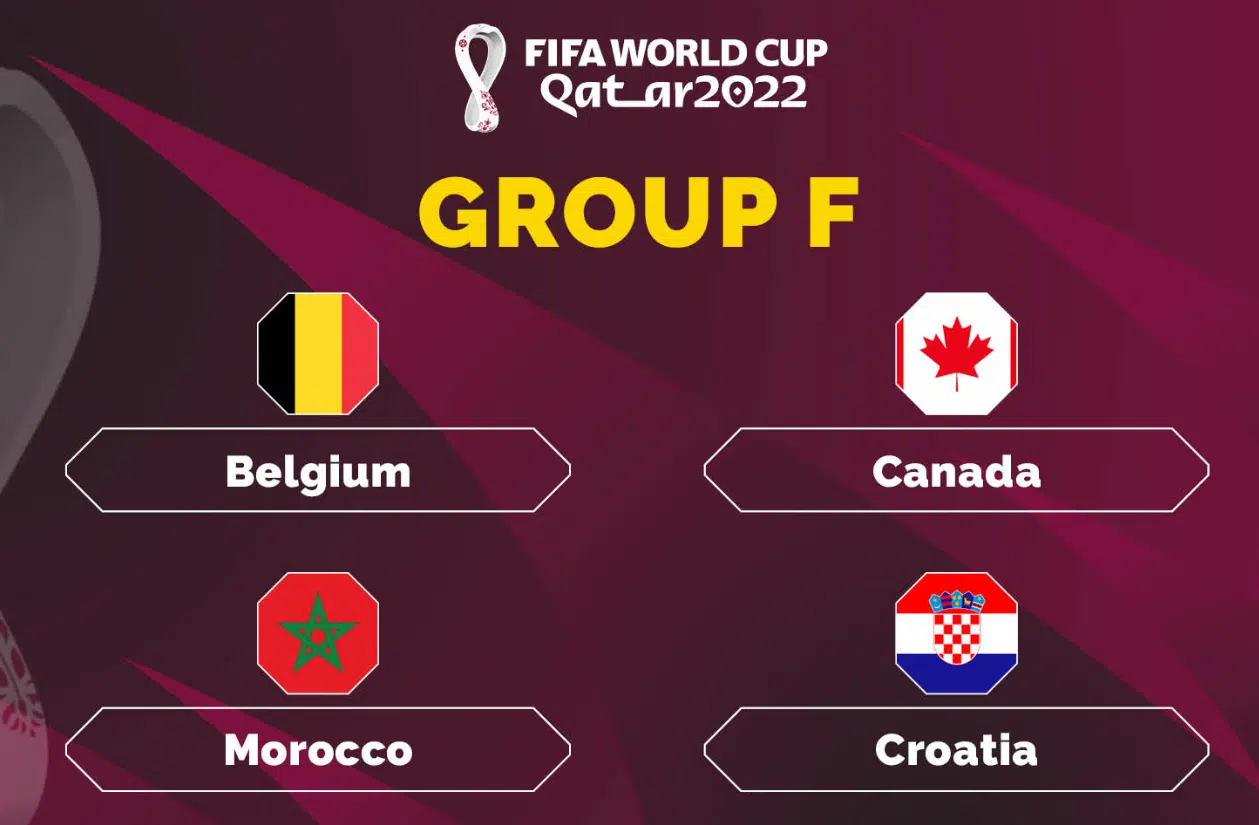 FIFA WORLD CUP
Qatar2022
GROUP F
Belgium
Canada
Morocco
Croatia